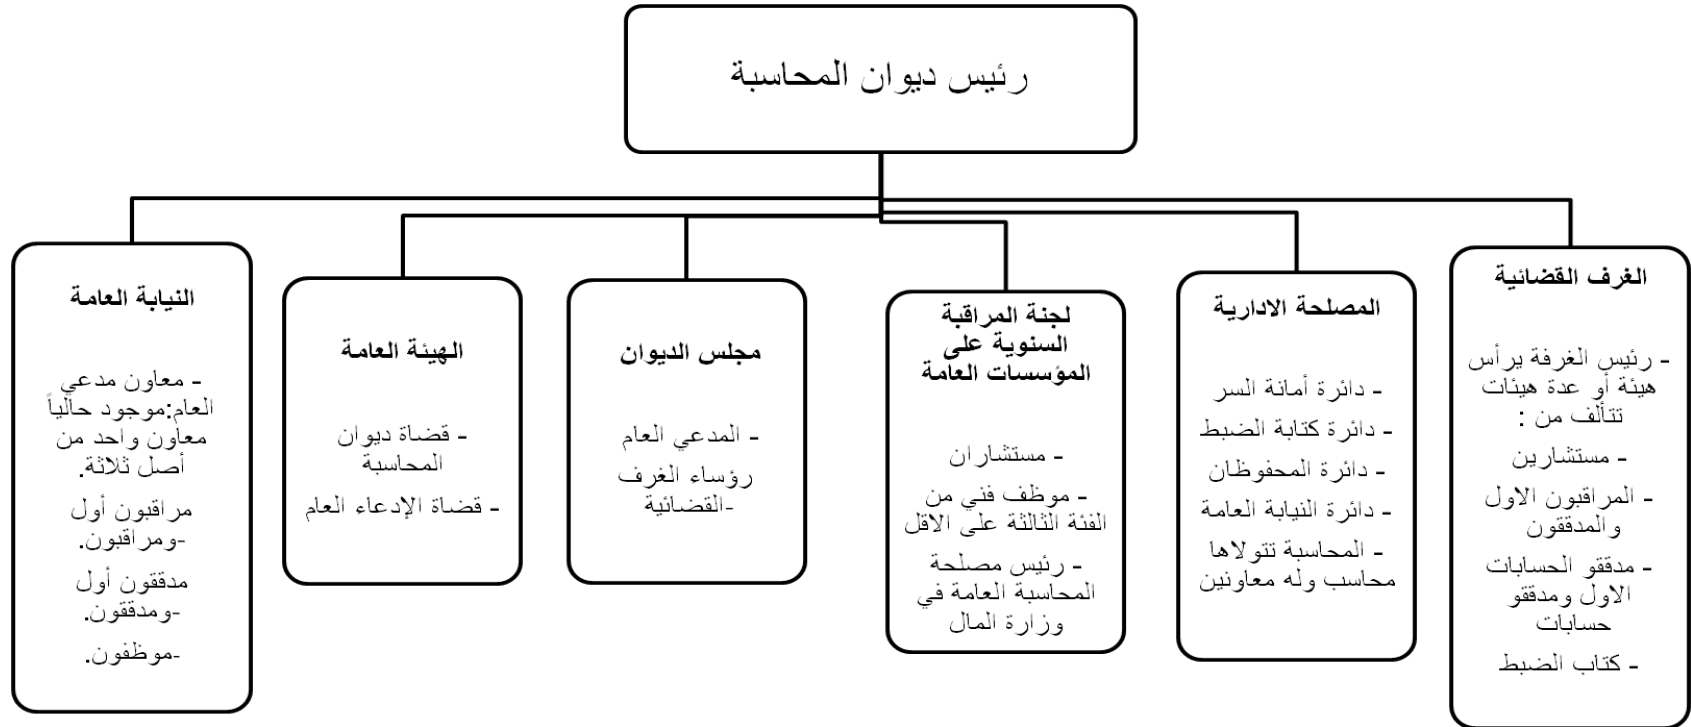 رئيس ديوان المحاسبة
الغرف القضائية
- رئيس الغرفة يرأس
هيئة أو عدة هيئات
تتألف من :
- مستشارين
- المراقبون الاول
والمدققون
- مدققو الحسابات
الاول ومدققو
حسابات
- كتاب الضبط
المصلحة الادارية
- دائرة أمانة السر
- دائرة كتابة الضبط
- دائرة المحفوظان
- دائرة النيابة العامة
- المحاسبة تتولاها
محاسب وله معاونين
لجنة المراقبة
السنوية على
المؤسسات العامة
- مستشاران
- موظف فني من
الفئة الثالثة على الاقل
- رئيس مصلحة
المحاسبة العامة في
وزارة المال
مجلس الديوان
- المدعي العام
رؤساء الغرف
القضائية-
الهيئة العامة
- قضاة ديوان
المحاسبة
- قضاة الإدعاء العام
النيابة العامة
- معاون مدعي
العام:موجود حالياً
معاون واحد من
أصل ثلاثة.
مراقبون أول
ومراقبون.-
مدققون أول
ومدققون.-
موظفون.-